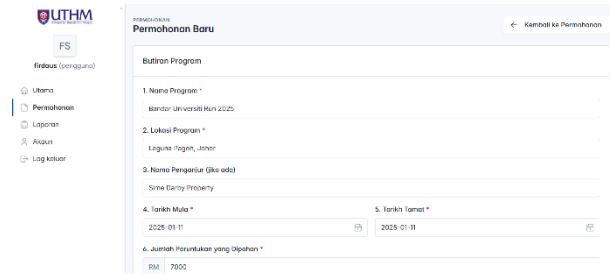 UTHM
FS
firdaus (pengguna)
Utama
Permohonan
Laporan
Akaun
Log keluar
PERMOHONAN
Permohonan Baru
← Kembali ke Permohonan
Butiran Program
1. Nama Program *
Bandar Universiti Run 2025
2. Lokasi Program *
Laguna Pagoh, Johor
3. Nama Penganjur (jika ada)
Sime Darby Property
4. Tarikh Mula *
2025-01-11
5. Tarikh Tamat *
2025-01-11
6. Jumlah Peruntukan yang Dipohon *
RM 7000